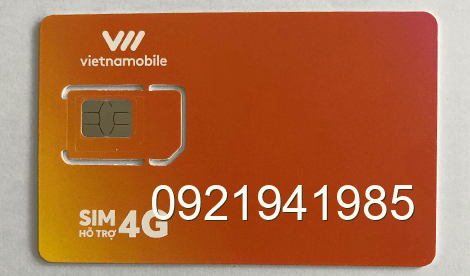 vietnamobile
SIM
HỖ TRỢ
4G
0921941985